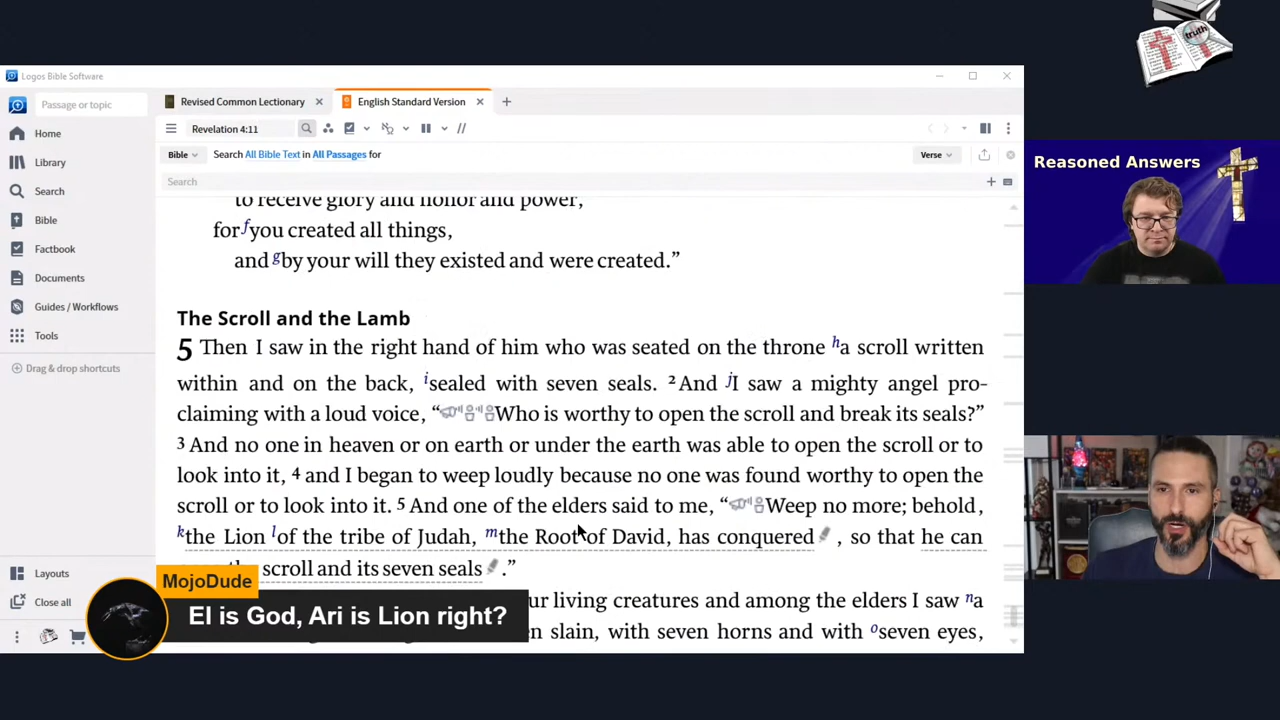 truth
Logos Bible Software
Passage or topic
Revised Common Lectionary
English Standard Version
Home
Revelation 4:11
Library
Bible
Search All Bible Text in All Passages for
Verse
Search
Search
Bible
to receive glory and honor and power,
Factbook
for f you created all things,
Documents
and g by your will they existed and were created.”
Guides / Workflows
Tools
Drag & drop shortcuts
The Scroll and the Lamb
5 Then I saw in the right hand of him who was seated on the throne h a scroll written
within and on the back, i sealed with seven seals. 2 And j I saw a mighty angel pro-
claiming with a loud voice, “Who is worthy to open the scroll and break its seals?”
3 And no one in heaven or on earth or under the earth was able to open the scroll or to
look into it, 4 and I began to weep loudly because no one was found worthy to open the
scroll or to look into it. 5 And one of the elders said to me, “Weep no more; behold,
k the Lion l of the tribe of Judah, m the Root of David, has conquered , so that he can
scroll and its seven seals .”
ur living creatures and among the elders I saw n a
en slain, with seven horns and with o seven eyes,
Layouts
Close all
MojoDude
El is God, Ari is Lion right?
Reasoned Answers